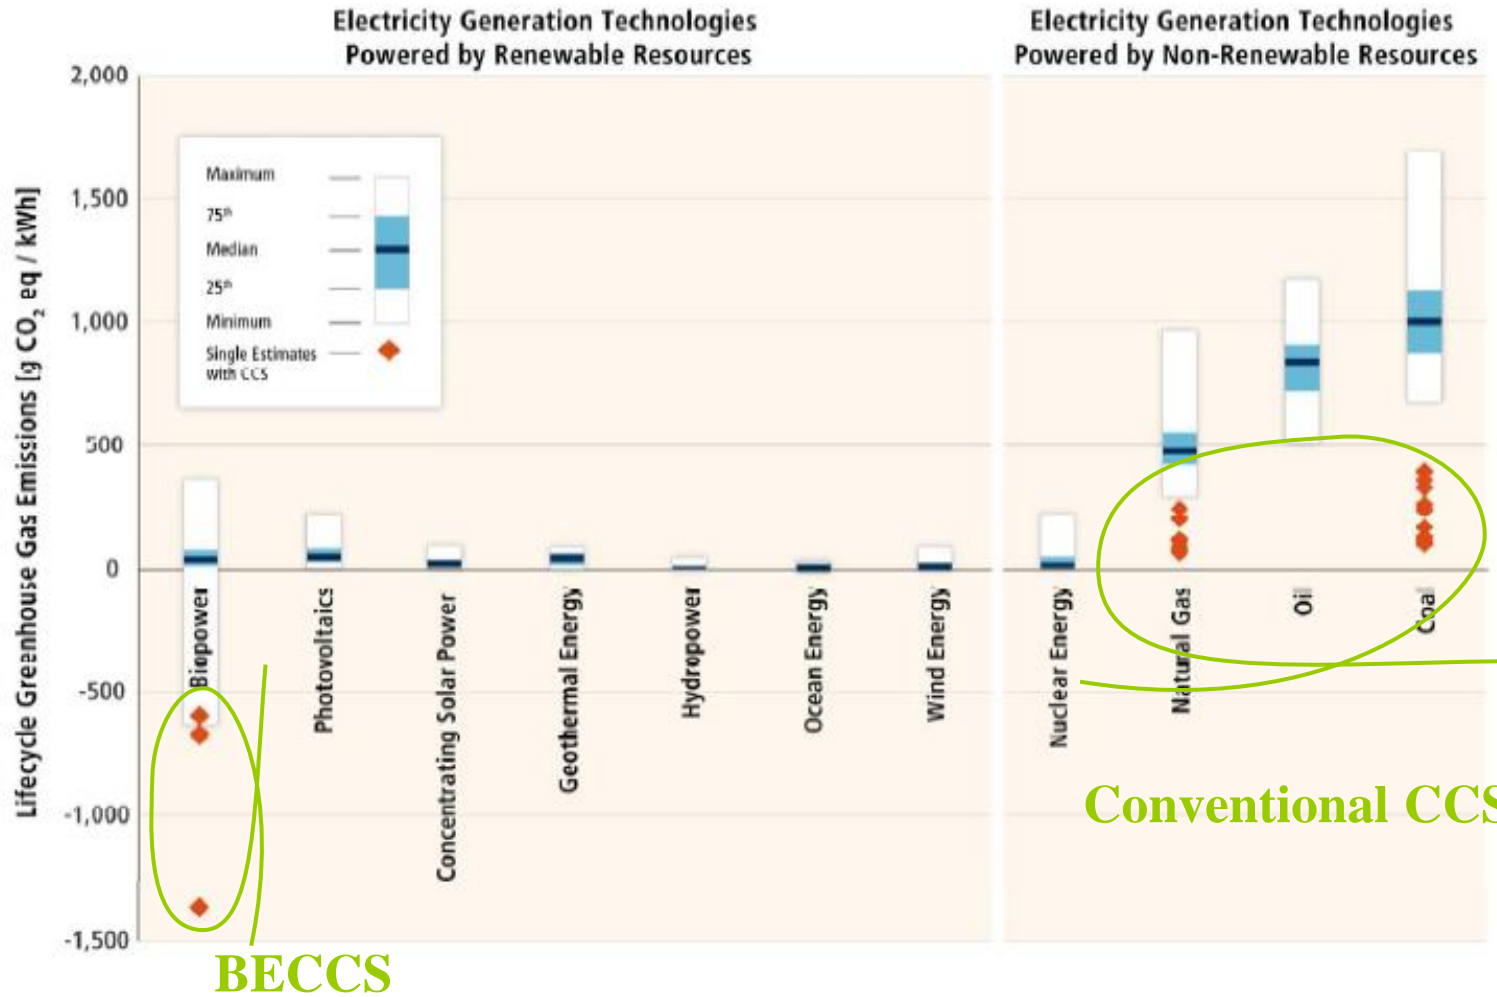 Electricity Generation Technologies
Powered by Renewable Resources
Electricity Generation Technologies
Powered by Non-Renewable Resources
Lifecycle Greenhouse Gas Emissions [g CO₂ eq / kWh]
2,000
1,500
1,000
500
0
-500
-1,000
-1,500
Maximum
75th
Median
25th
Minimum
Single Estimates
with CCS
Biopower
Photovoltaics
Concentrating Solar Power
Geothermal Energy
Hydropower
Ocean Energy
Wind Energy
Nuclear Energy
Natural Gas
Oil
Coal
Conventional CCS
BECCS